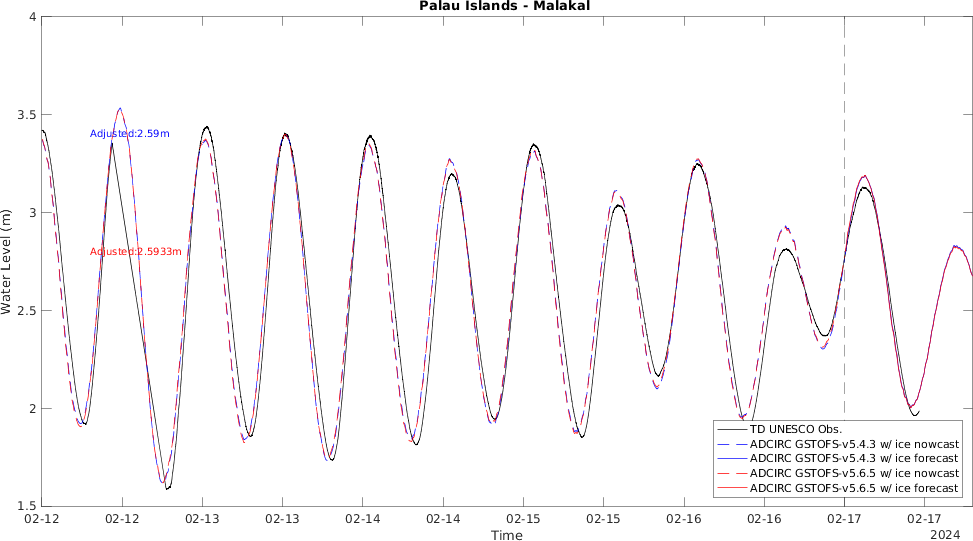 Palau Islands - Malakal
4
3.5
3
2.5
2
1.5
Water Level (m)
Adjusted:2.59m
Adjusted:2.5933m
TD UNESCO Obs.
ADCIRC GSTOFS-v5.4.3 w/ ice nowcast
ADCIRC GSTOFS-v5.4.3 w/ ice forecast
ADCIRC GSTOFS-v5.6.5 w/ ice nowcast
ADCIRC GSTOFS-v5.6.5 w/ ice forecast
02-12 02-12 02-13 02-13 02-14 02-14 02-15 02-15 02-16 02-16 02-17 02-17
2024
Time